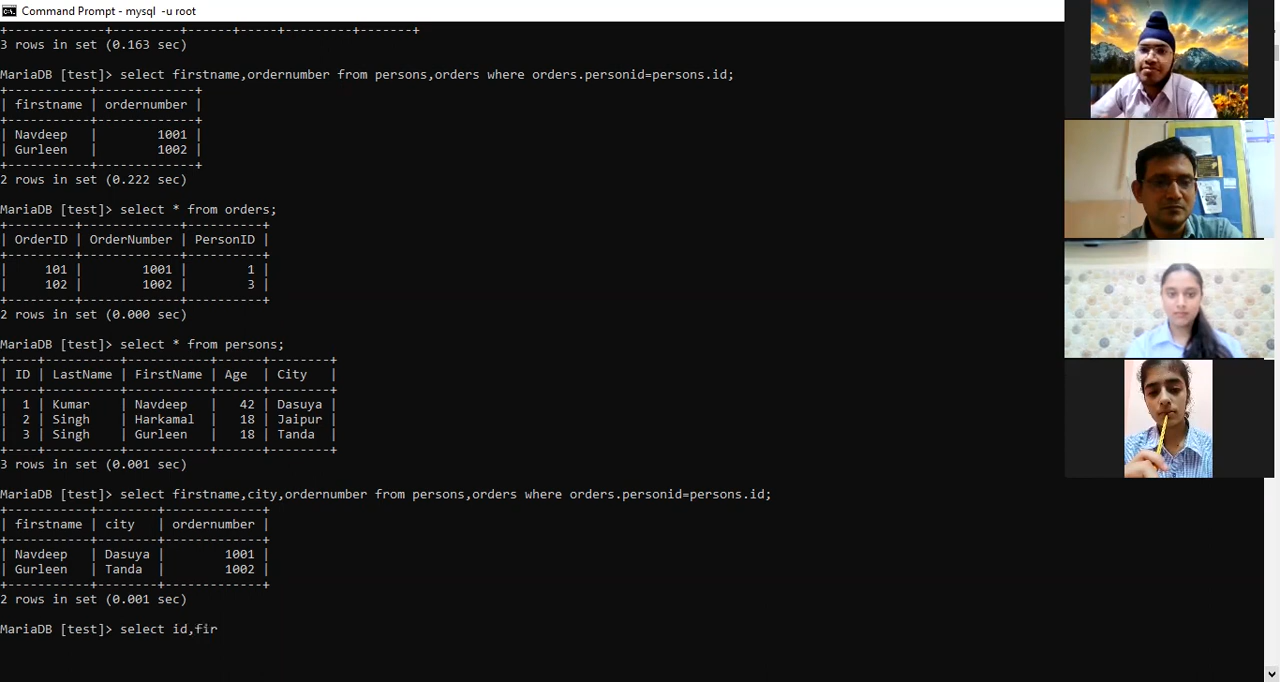 Command Prompt - mysql -u root
+-------------+-----------+------+-----+---------+-------+
3 rows in set (0.163 sec)
MariaDB [test]> select firstname,ordernumber from persons,orders where orders.personid=persons.id;
+-----------+-------------+
| firstname | ordernumber |
+-----------+-------------+
| Navdeep   |        1001 |
| Gurleen   |        1002 |
+-----------+-------------+
2 rows in set (0.222 sec)
MariaDB [test]> select * from orders;
+---------+-------------+----------+
| OrderID | OrderNumber | PersonID |
+---------+-------------+----------+
|     101 |        1001 |        1 |
|     102 |        1002 |        3 |
+---------+-------------+----------+
2 rows in set (0.000 sec)
MariaDB [test]> select * from persons;
+----+----------+-----------+------+--------+
| ID | LastName | FirstName | Age  | City   |
+----+----------+-----------+------+--------+
|  1 | Kumar    | Navdeep   |   42 | Dasuya |
|  2 | Singh    | Harkamal  |   18 | Jaipur |
|  3 | Singh    | Gurleen   |   18 | Tanda  |
+----+----------+-----------+------+--------+
3 rows in set (0.001 sec)
MariaDB [test]> select firstname,city,ordernumber from persons,orders where orders.personid=persons.id;
+-----------+--------+-------------+
| firstname | city   | ordernumber |
+-----------+--------+-------------+
| Navdeep   | Dasuya |        1001 |
| Gurleen   | Tanda  |        1002 |
+-----------+--------+-------------+
2 rows in set (0.001 sec)
MariaDB [test]> select id,fir